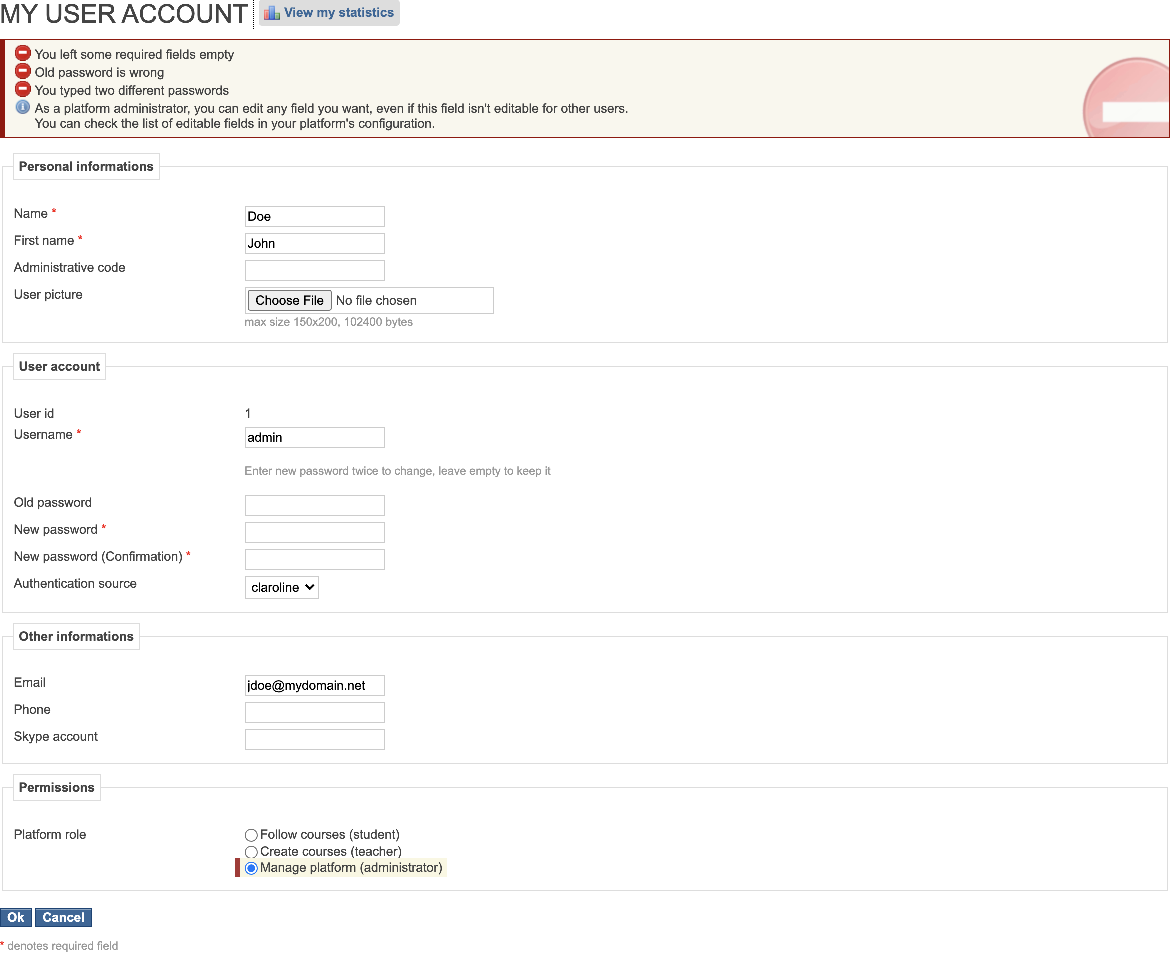 MY USER ACCOUNT View my statistics
You left some required fields empty
Old password is wrong
You typed two different passwords
As a platform administrator, you can edit any field you want, even if this field isn't editable for other users.
You can check the list of editable fields in your platform's configuration.
Personal informations
Name * Doe
First name * John
Administrative code
User picture Choose File No file chosen
max size 150x200, 102400 bytes
User account
User id 1
Username * admin
Enter new password twice to change, leave empty to keep it
Old password
New password *
New password (Confirmation) *
Authentication source claroline
Other informations
Email jdoe@mydomain.net
Phone
Skype account
Permissions
Platform role Follow courses (student)
Create courses (teacher)
Manage platform (administrator)
Ok Cancel
* denotes required field